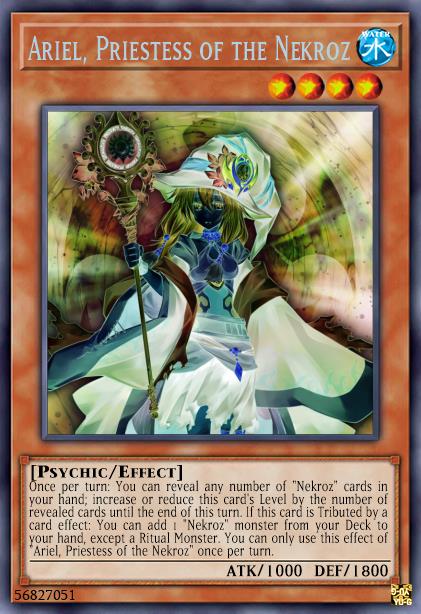 Ariel, Priestess of the Nekroz
WATER
水
[Psychic/Effect]
Once per turn: You can reveal any number of "Nekroz" cards in
your hand; increase or reduce this card's Level by the number of
revealed cards until the end of this turn. If this card is Tributed by a
card effect: You can add 1 "Nekroz" monster from your Deck to
your hand, except a Ritual Monster. You can only use this effect of
"Ariel, Priestess of the Nekroz" once per turn.
ATK/1000 DEF/1800
56827051